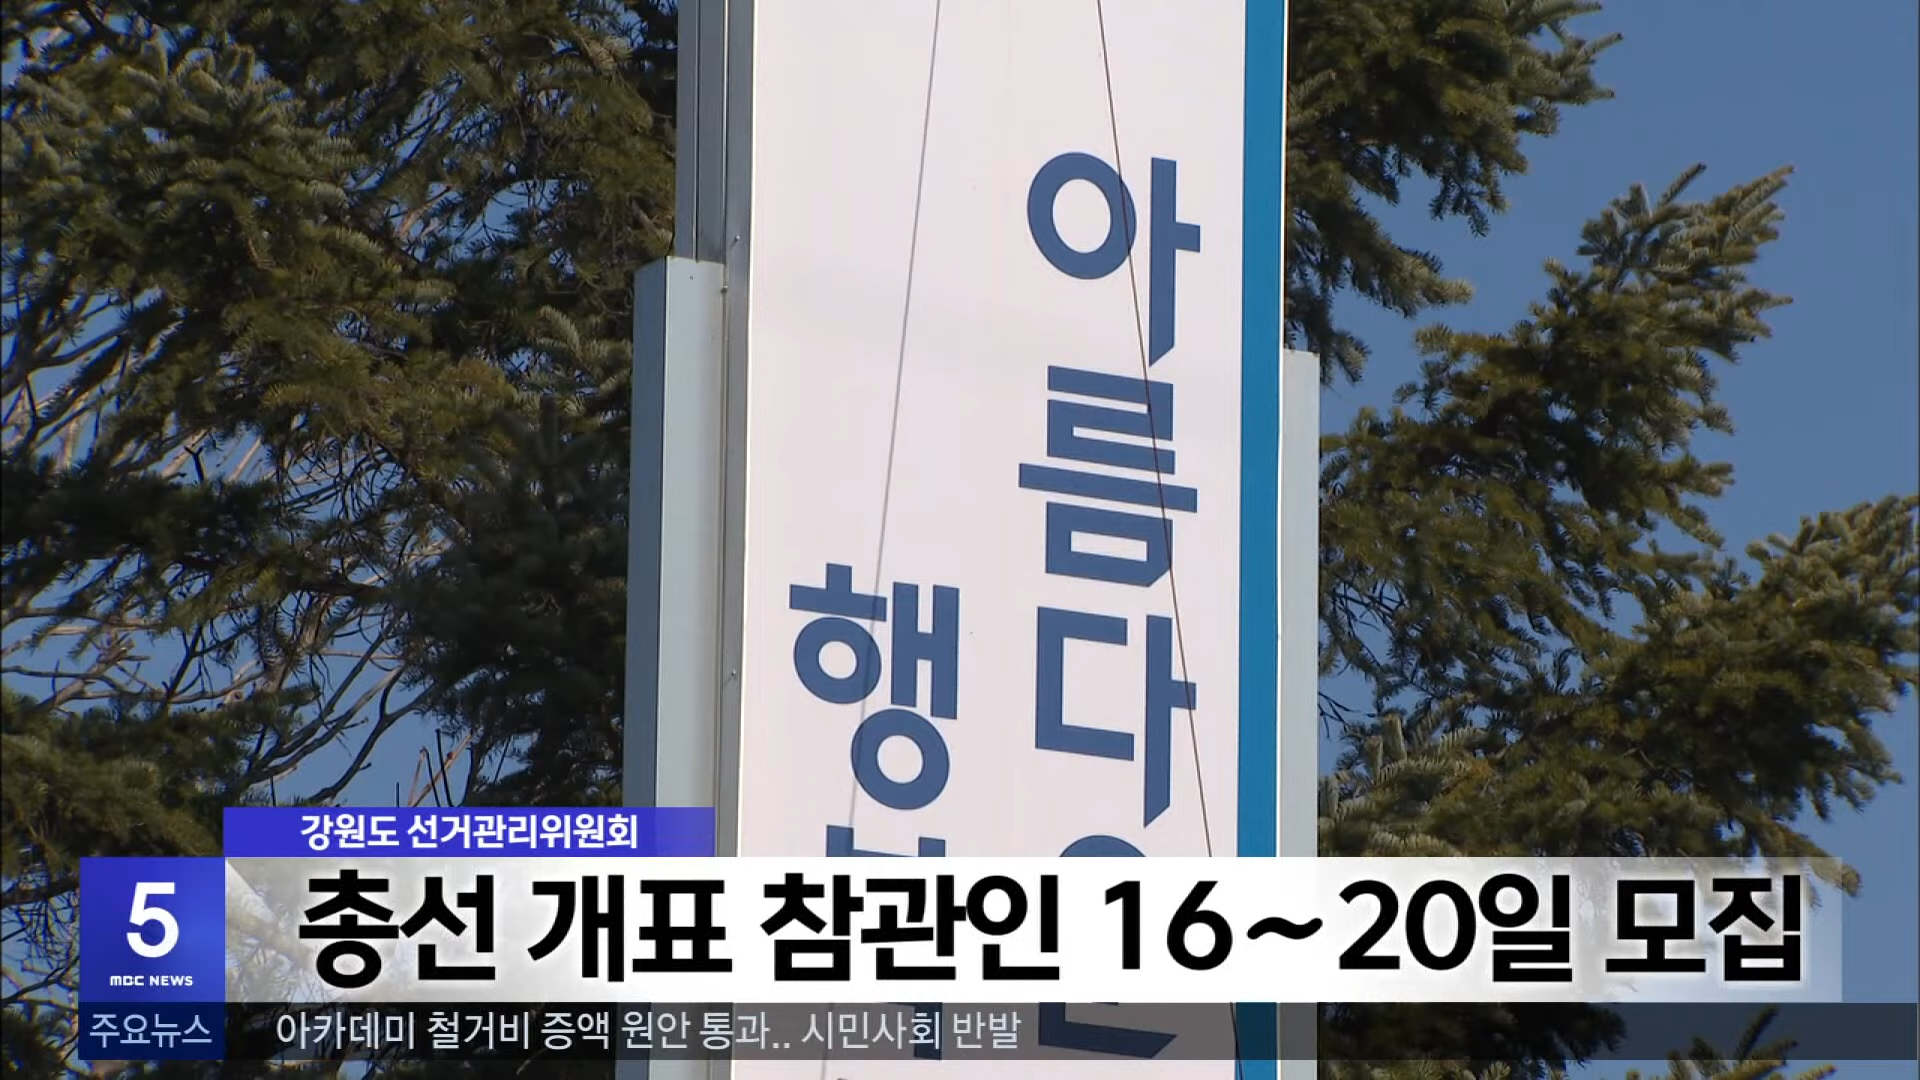 아름다
행
강원도 선거관리위원회
5
MBC NEWS
총선 개표 참관인 16~20일 모집
주요뉴스
아카데미 철거비 증액 원안 통과.. 시민사회 반발